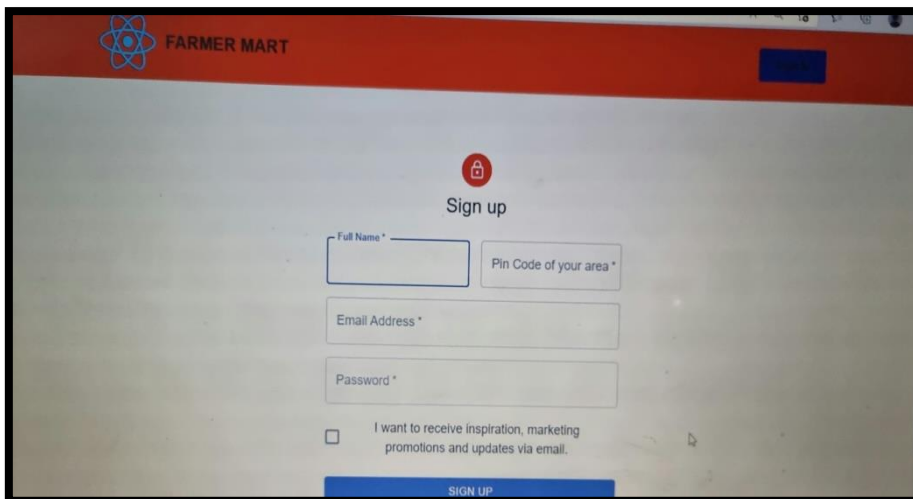 FARMER MART
Sign up
Full Name *
Pin Code of your area *
Email Address *
Password *
I want to receive inspiration, marketing
promotions and updates via email.
SIGN UP